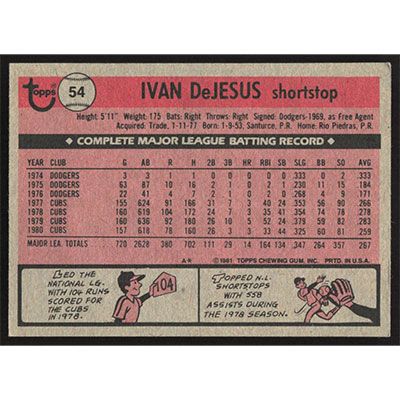 Topps
54
IVAN DeJESUS shortstop
Height: 5'11" Weight: 175 Bats: Right Throws: Right Signed: Dodgers-1969, as Free Agent
Acquired: Trade, 1-11-77 Born: 1-9-53, Santurce, P.R. Home: Rio Piedras, P.R.
COMPLETE MAJOR LEAGUE BATTING RECORD
YEAR CLUB G AB R H 2B 3B HR RBI SB SLG BB SO AVG
1974 DODGERS 3 3 1 1 0 0 0 0 0 .333 0 2 .333
1975 DODGERS 63 87 10 16 2 1 0 2 1 .230 11 15 .184
1976 DODGERS 22 41 4 7 2 1 0 2 0 .268 4 9 .171
1977 CUBS 155 624 91 166 31 7 3 40 24 .353 56 90 .266
1978 CUBS 160 619 104 172 24 7 3 35 41 .354 74 78 .278
1979 CUBS 160 636 92 180 26 10 5 52 24 .379 59 82 .283
1980 CUBS 157 618 78 160 26 3 3 33 44 .325 60 81 .259
MAJOR LEA. TOTALS 720 2628 380 702 111 29 14 164 134 .347 264 357 .267
A* © 1981 TOPPS CHEWING GUM, INC. PRTD. IN U.S.A.
LED THE
NATIONAL LG.
WITH 104 RUNS
SCORED FOR
THE CUBS
IN 1978.
104
TOPPED N.L.
SHORTSTOPS
WITH 558
ASSISTS DURING
THE 1978 SEASON.